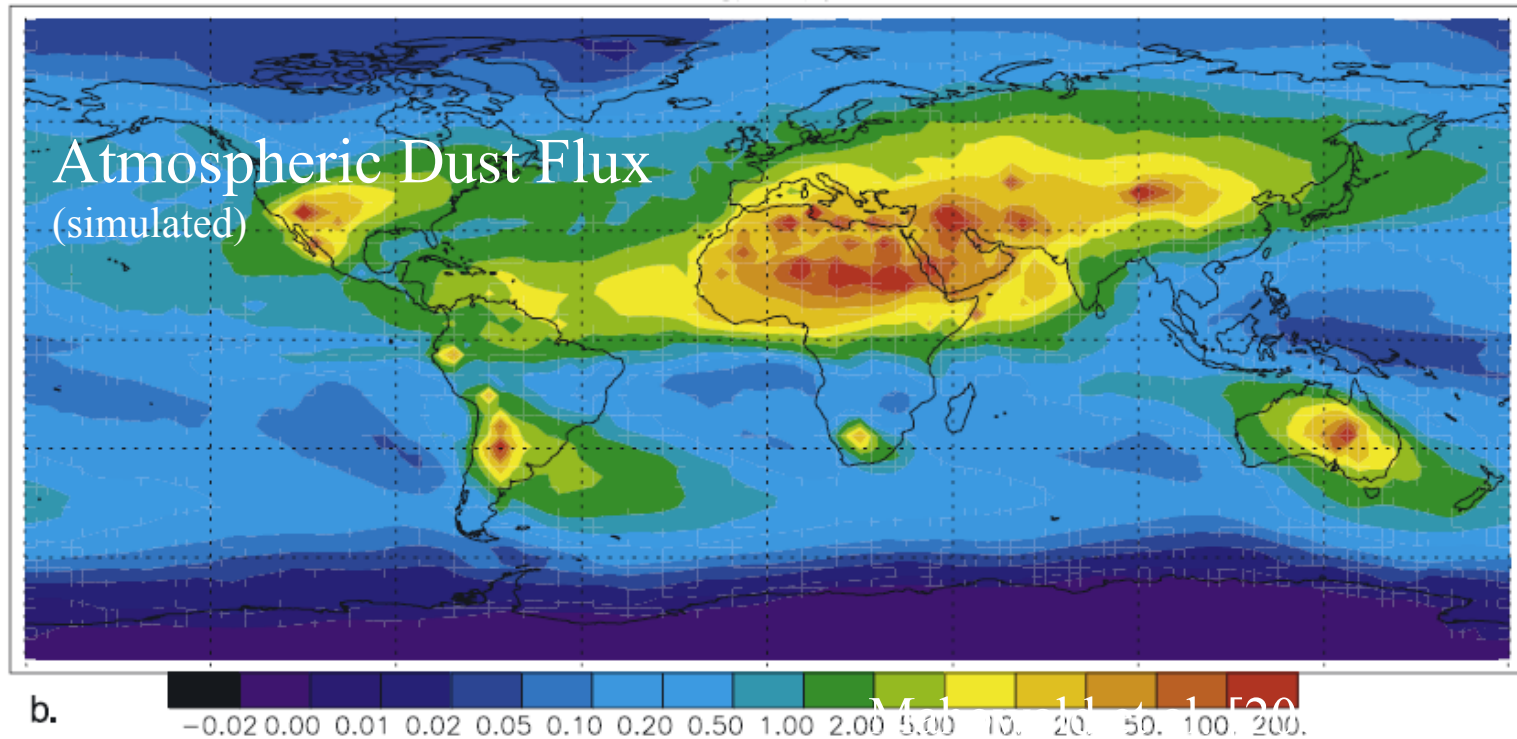 Atmospheric Dust Flux
(simulated)
b.
−0.02 0.00 0.01 0.02 0.05 0.10 0.20 0.50 1.00 2.00 5.00 10. 20. 50. 100. 200.